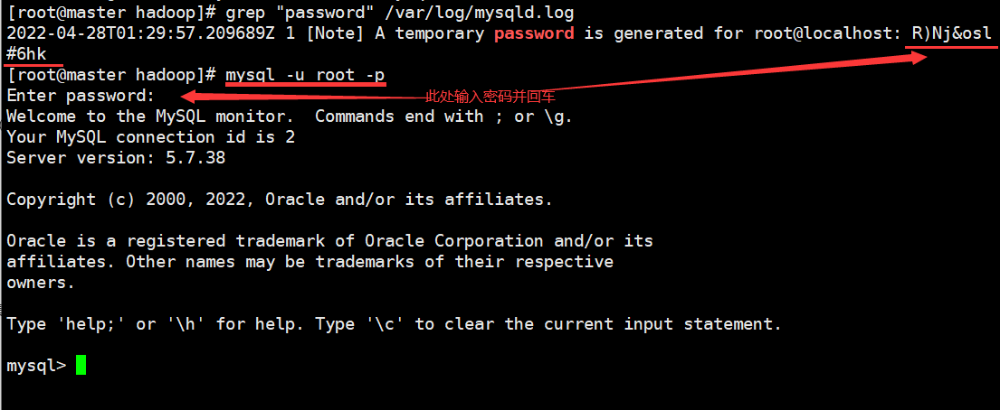 [root@master hadoop]# grep "password" /var/log/mysqld.log
2022-04-28T01:29:57.209689Z 1 [Note] A temporary password is generated for root@localhost: R)Nj&osl
#6hk
[root@master hadoop]# mysql -u root -p
Enter password:
此处输入密码并回车
Welcome to the MySQL monitor.  Commands end with ; or \g.
Your MySQL connection id is 2
Server version: 5.7.38
Copyright (c) 2000, 2022, Oracle and/or its affiliates.
Oracle is a registered trademark of Oracle Corporation and/or its
affiliates. Other names may be trademarks of their respective
owners.
Type 'help;' or '\h' for help. Type '\c' to clear the current input statement.
mysql>